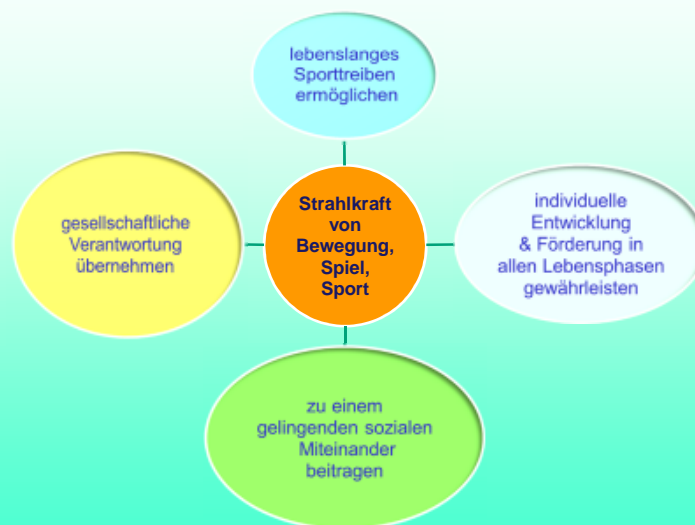 lebenslanges
Sporttreiben
ermöglichen
gesellschaftliche
Verantwortung
übernehmen
Strahlkraft
von
Bewegung,
Spiel,
Sport
individuelle
Entwicklung
& Förderung in
allen Lebensphasen
gewährleisten
zu einem
gelingenden sozialen
Miteinander
beitragen